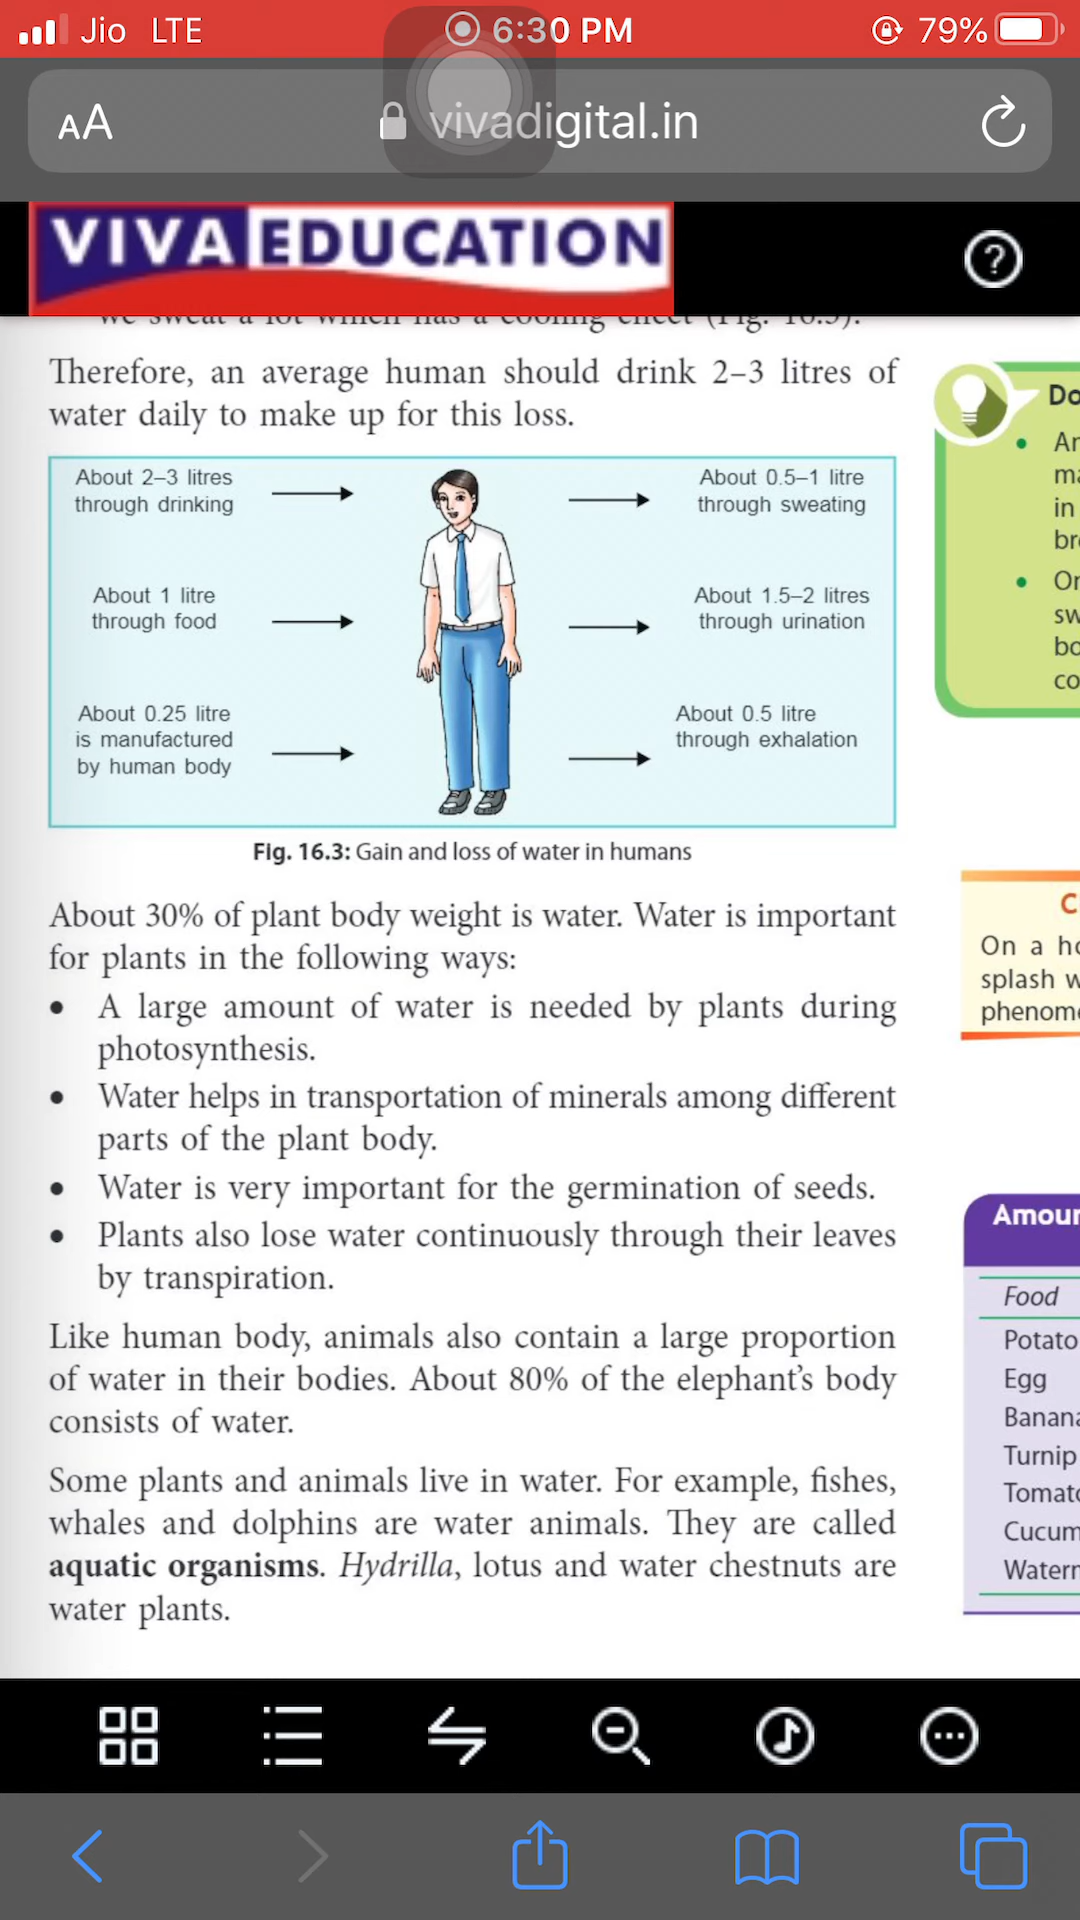 Jio LTE 6:30 PM 79%
AA vivadigital.in
VIVA EDUCATION
?
Therefore, an average human should drink 2–3 litres of
water daily to make up for this loss.
About 2–3 litres
through drinking
About 0.5–1 litre
through sweating
About 1 litre
through food
About 1.5–2 litres
through urination
About 0.25 litre
is manufactured
by human body
About 0.5 litre
through exhalation
Fig. 16.3: Gain and loss of water in humans
About 30% of plant body weight is water. Water is important
for plants in the following ways:
• A large amount of water is needed by plants during
photosynthesis.
• Water helps in transportation of minerals among different
parts of the plant body.
• Water is very important for the germination of seeds.
• Plants also lose water continuously through their leaves
by transpiration.
Like human body, animals also contain a large proportion
of water in their bodies. About 80% of the elephant's body
consists of water.
Some plants and animals live in water. For example, fishes,
whales and dolphins are water animals. They are called
aquatic organisms. Hydrilla, lotus and water chestnuts are
water plants.
Do
•
in
•
On a
splash
Food
Potato
Egg
Turnip